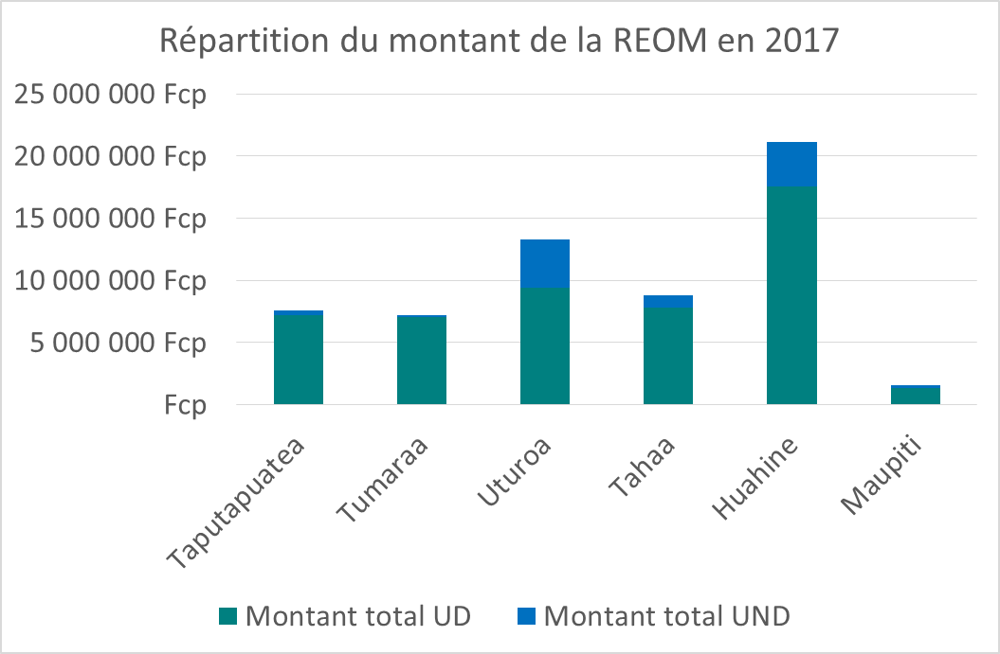 Répartition du montant de la REOM en 2017
25 000 000 Fcp
20 000 000 Fcp
15 000 000 Fcp
10 000 000 Fcp
5 000 000 Fcp
Fcp
Taputapuatea
Tumaraa
Uturoa
Tahaa
Huahine
Maupiti
Montant total UD
Montant total UND